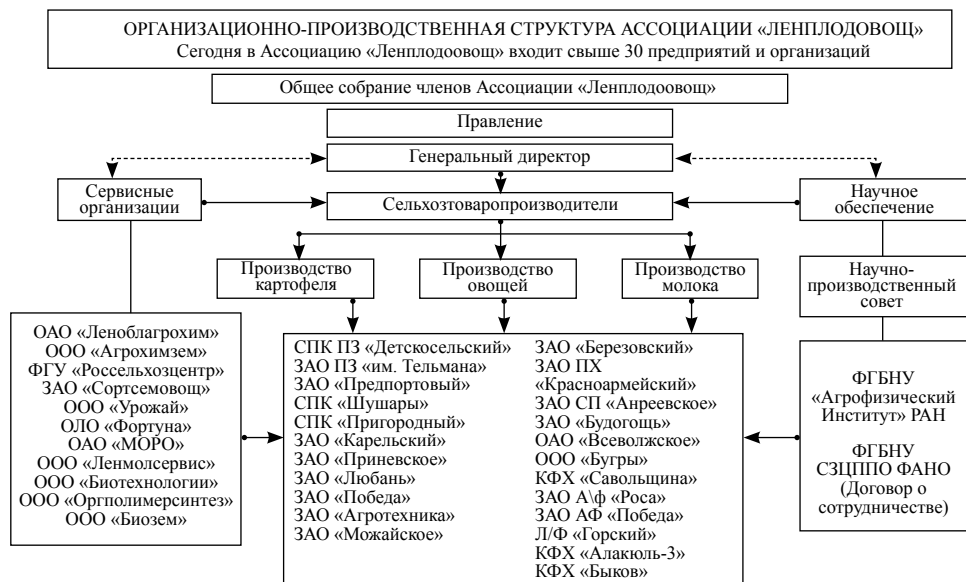 ОРГАНИЗАЦИОННО-ПРОИЗВОДСТВЕННАЯ СТРУКТУРА АССОЦИАЦИИ «ЛЕНПЛОДОВОЩ»
Сегодня в Ассоциацию «Ленплодоовощ» входит свыше 30 предприятий и организаций
Общее собрание членов Ассоциации «Ленплодоовощ»
Правление
Генеральный директор
Сервисные
организации
Сельхозтоваропроизводители
Научное
обеспечение
Производство
картофеля
Производство
овощей
Производство
молока
Научно-
производственный
совет
ОАО «Леноблагрохим»
ООО «Агрохимзем»
ФГУ «Россельхозцентр»
ЗАО «Сортсемовощ»
ООО «Урожай»
ОЛО «Фортуна»
ОАО «МОРО»
ООО «Ленмолсервис»
ООО «Биотехнологии»
ООО «Оргполимерсинтез»
ООО «Биозем»
СПК ПЗ «Детскосельский»
ЗАО ПЗ «им. Тельмана»
ЗАО «Предпортовый»
СПК «Шушары»
СПК «Пригородный»
ЗАО «Карельский»
ЗАО «Приневское»
ЗАО «Любань»
ЗАО «Победа»
ЗАО «Агротехника»
ЗАО «Можайское»
ЗАО «Березовский»
ЗАО ПХ
«Красноармейский»
ЗАО СП «Анреевское»
ЗАО «Будогощь»
ОАО «Всеволжское»
ООО «Бугры»
КФХ «Савольщина»
ЗАО А\ф «Роса»
ЗАО АФ «Победа»
Л/Ф «Горский»
КФХ «Алакюль-3»
КФХ «Быков»
ФГБНУ
«Агрофизический
Институт» РАН
ФГБНУ
СЗЦППО ФАНО
(Договор о
сотрудничестве)